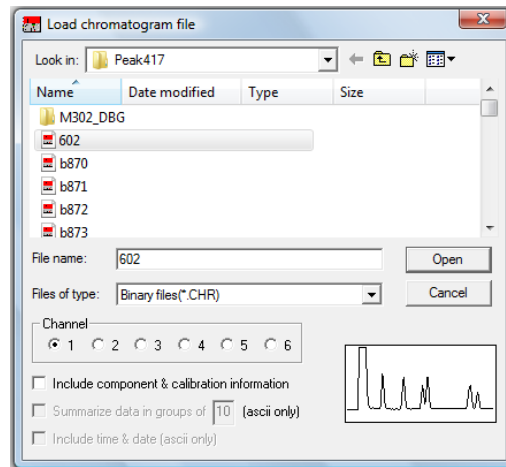 Load chromatogram file
Look in: Peak417
Name Date modified Type Size
M302_DBG
602
b870
b871
b872
b873
File name: 602 Open
Files of type: Binary files(*.CHR) Cancel
Channel
1 2 3 4 5 6
Include component & calibration information
Summarize data in groups of 10 (ascii only)
Include time & date (ascii only)